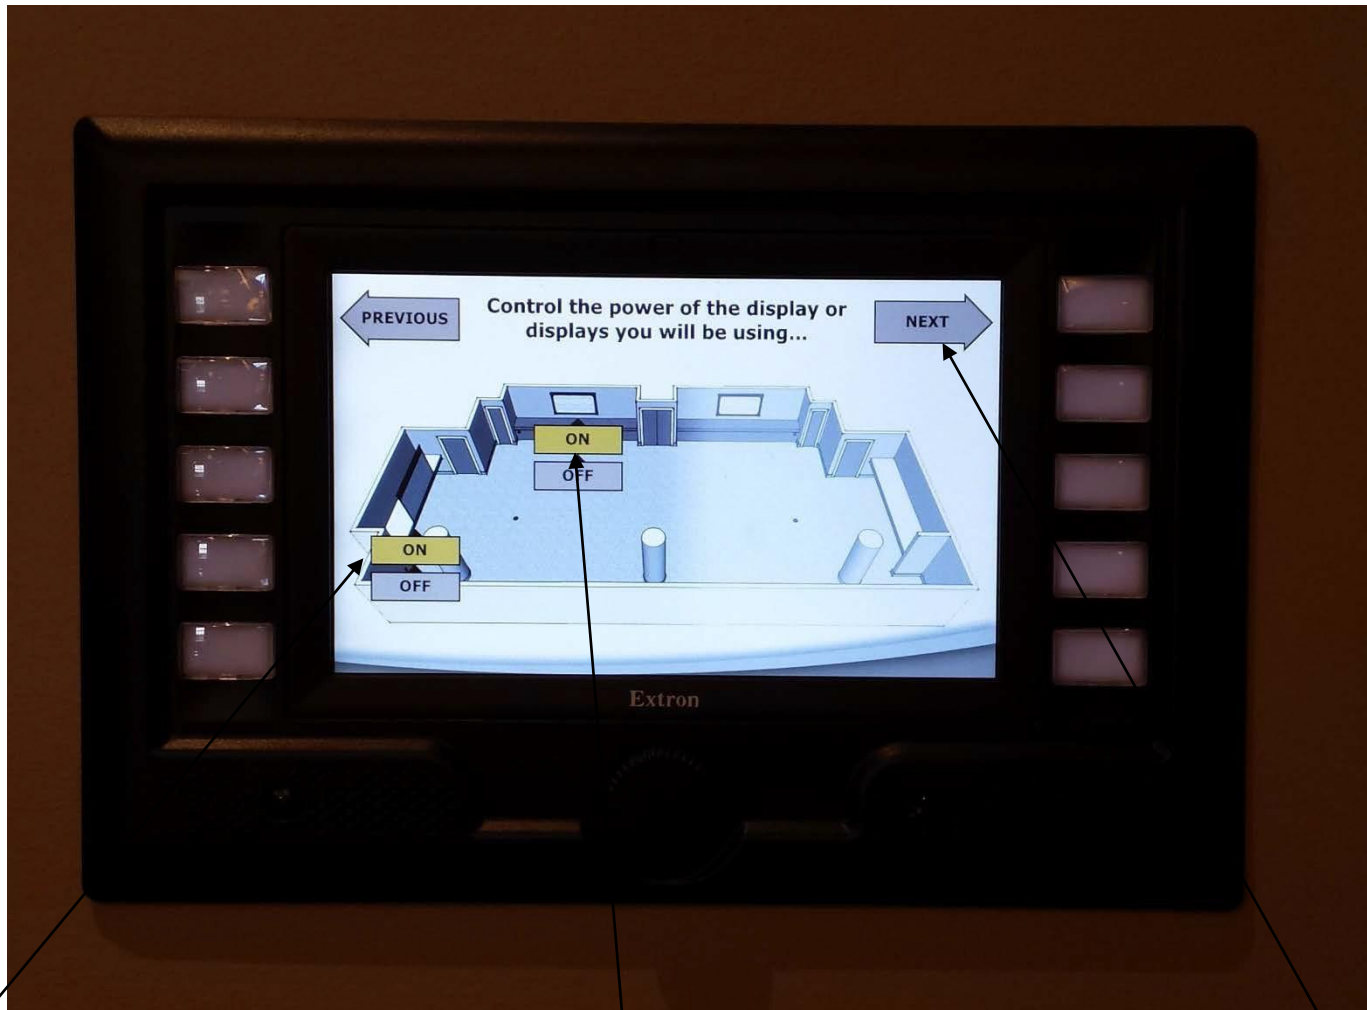 PREVIOUS
Control the power of the display or
displays you will be using...
NEXT
ON
OFF
ON
OFF
Extron